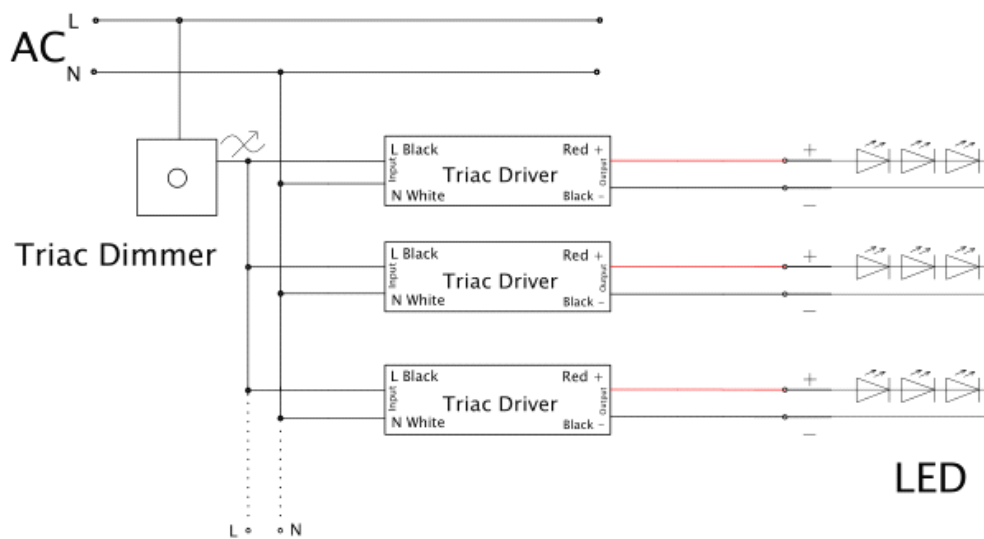 L
AC
N
L Black
Red +
Input
Triac Driver
Output
N White
Black -
Triac Dimmer
L Black
Red +
Input
Triac Driver
Output
N White
Black -
L Black
Red +
Input
Triac Driver
Output
N White
Black -
+
−
+
−
+
−
LED
L
N